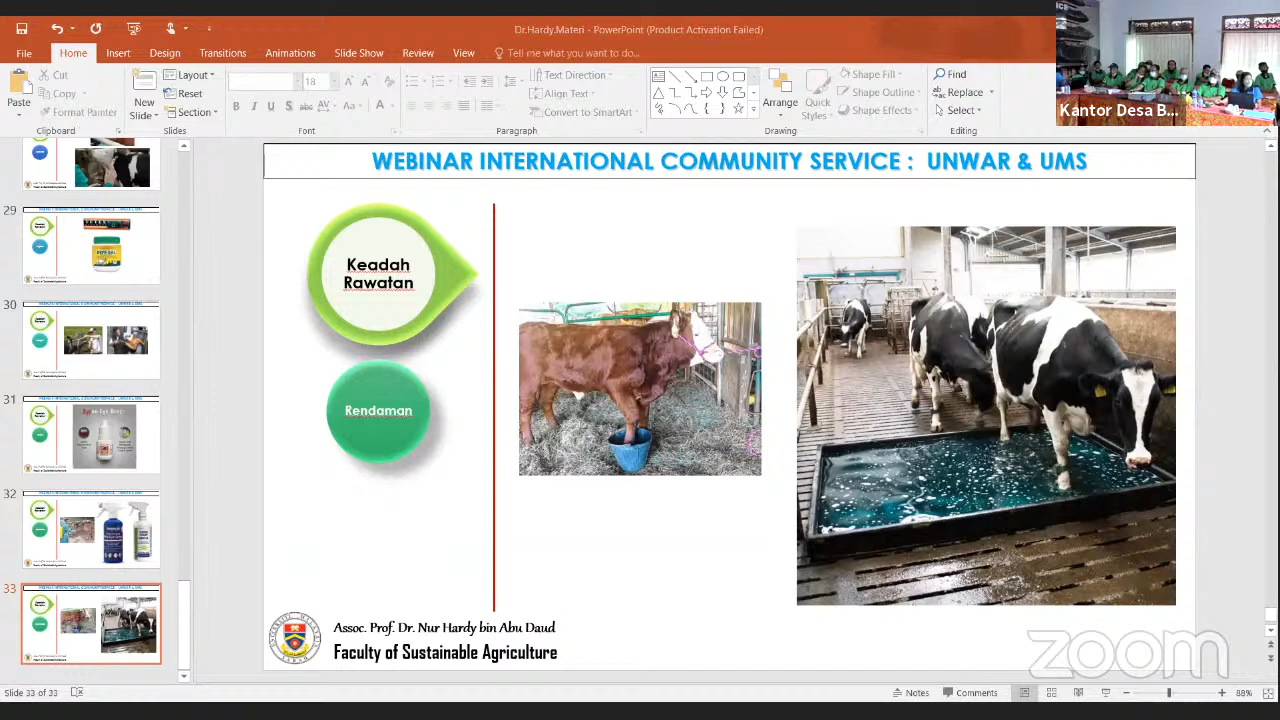 Dr.Hardy.Materi - PowerPoint (Product Activation Failed)
File Home Insert Design Transitions Animations Slide Show Review View Tell me what you want to do...
Paste
Cut
Copy
Format Painter
Clipboard
New
Slide
Layout
Reset
Section
Slides
18
Font
Text Direction
Align Text
Convert to SmartArt
Paragraph
Arrange
Quick
Styles
Shape Fill
Shape Outline
Shape Effects
Drawing
Find
Replace
Select
Editing
Kantor Desa B...
29
30
31
32
33
WEBINAR INTERNATIONAL COMMUNITY SERVICE : UNWAR & UMS
Keadah
Rawatan
Rendaman
Assoc. Prof. Dr. Nur Hardy bin Abu Daud
Faculty of Sustainable Agriculture
zoom
Slide 33 of 33
Notes
Comments
88%